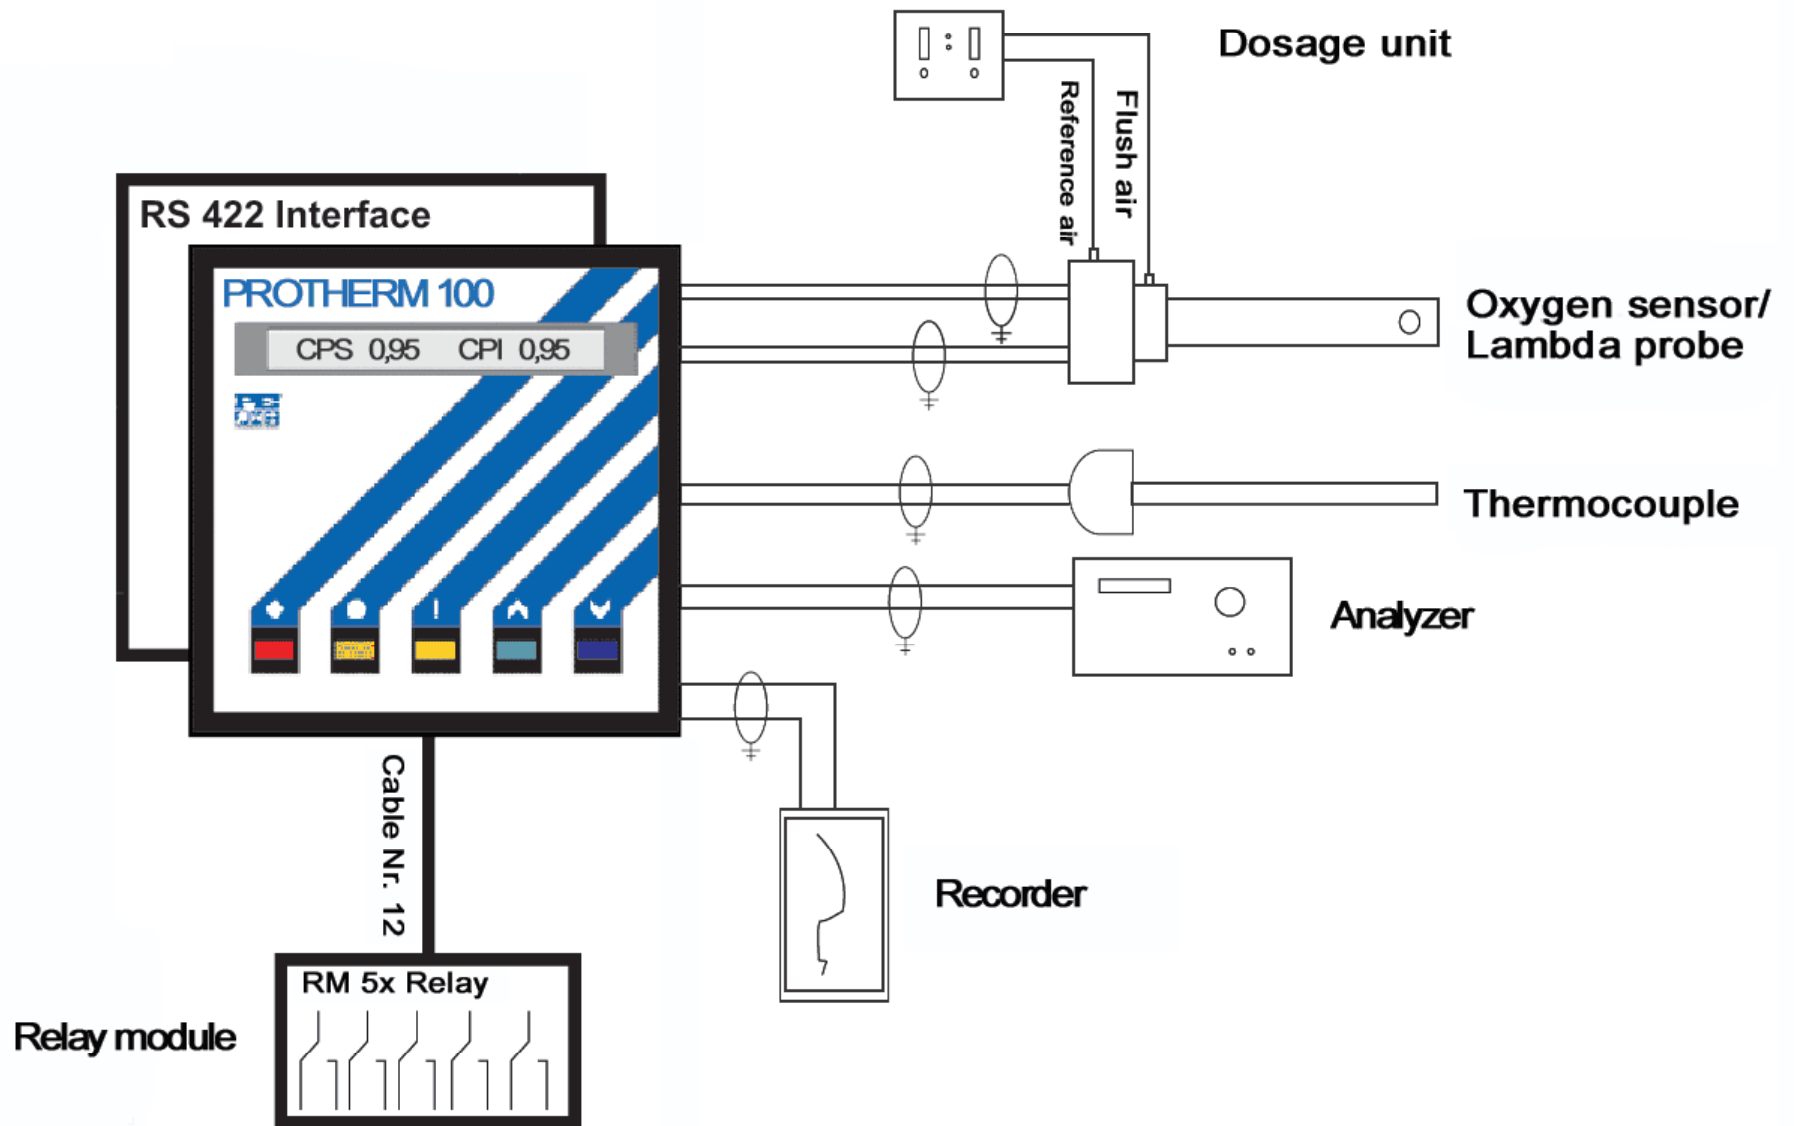 Dosage unit
Reference air
Flush air
RS 422 Interface
PROTHERM 100
CPS 0,95 CPI 0,95
Oxygen sensor/
Lambda probe
Thermocouple
Analyzer
Cable Nr. 12
Recorder
RM 5x Relay
Relay module